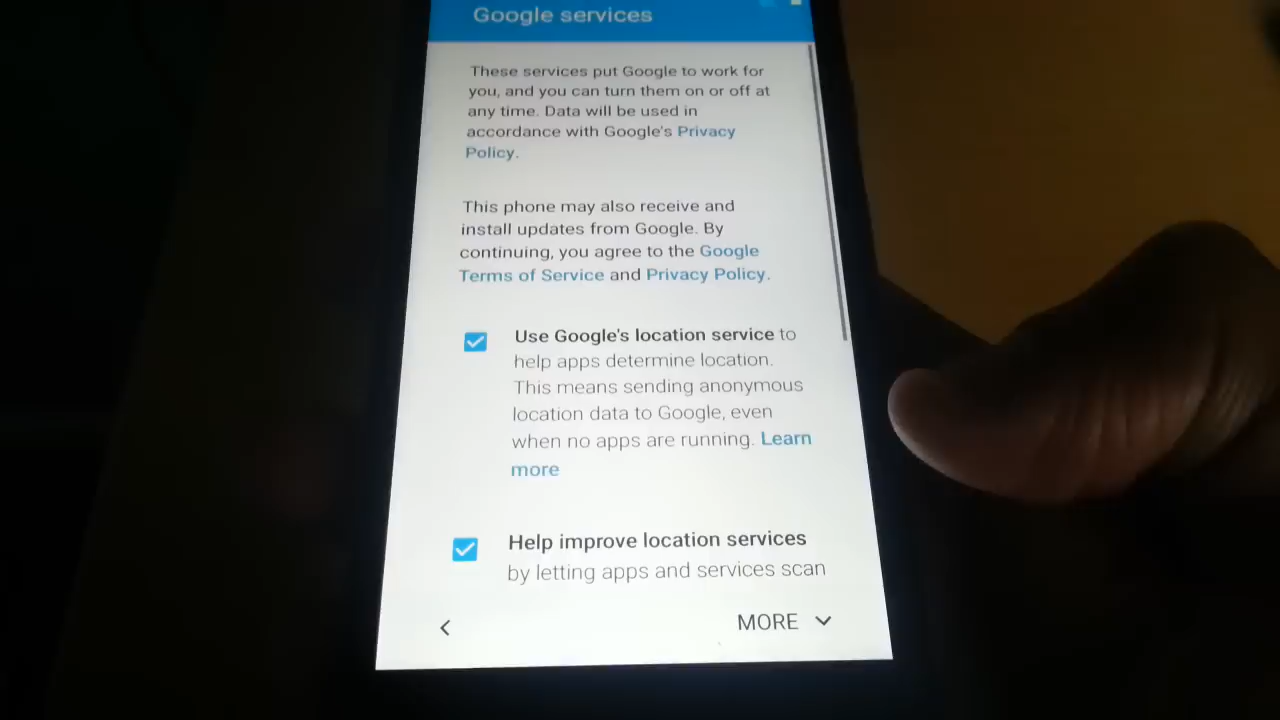 Google services
These services put Google to work for
you, and you can turn them on or off at
any time. Data will be used in
accordance with Google's Privacy
Policy.
This phone may also receive and
install updates from Google. By
continuing, you agree to the Google
Terms of Service and Privacy Policy.
Use Google's location service to
help apps determine location.
This means sending anonymous
location data to Google, even
when no apps are running. Learn
more
Help improve location services
by letting apps and services scan
MORE